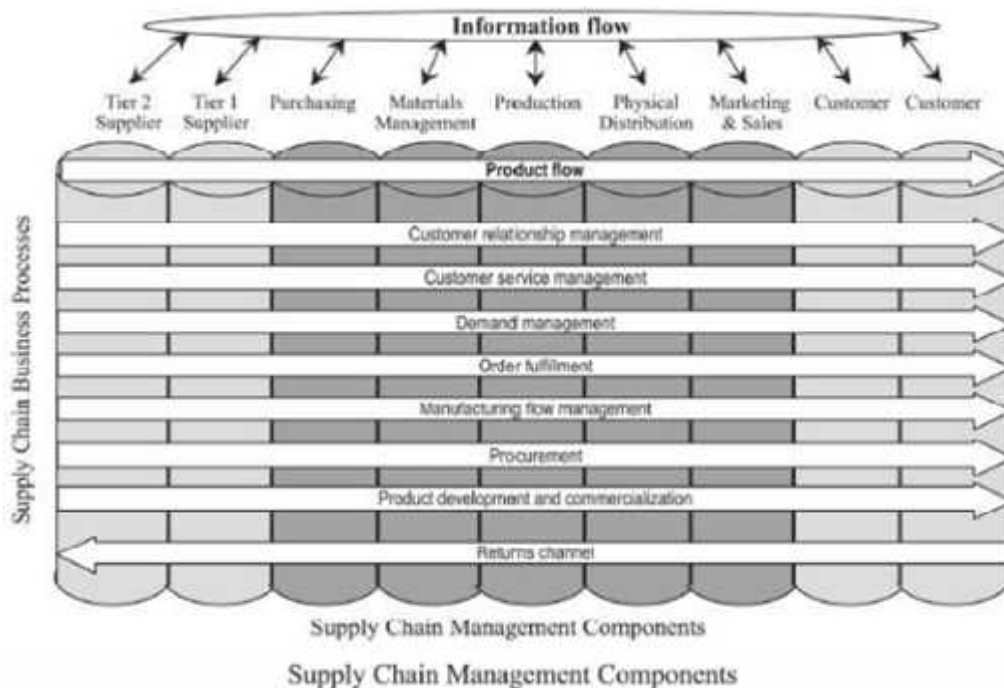 Information flow
Tier 2 Supplier
Tier 1 Supplier
Purchasing
Materials Management
Production
Physical Distribution
Marketing & Sales
Customer
Customer
Product flow
Supply Chain Business Processes
Customer relationship management
Customer service management
Demand management
Order fulfillment
Manufacturing flow management
Procurement
Product development and commercialization
Returns channel
Supply Chain Management Components
Supply Chain Management Components